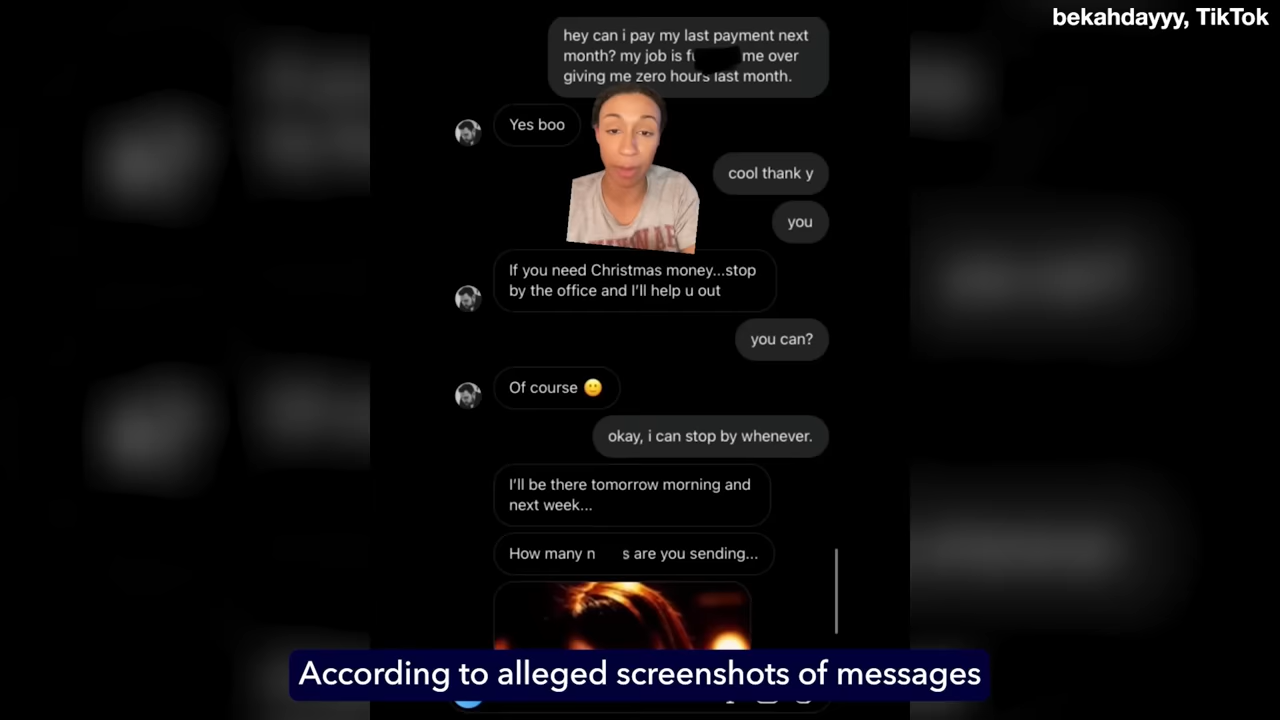 bekahdayyy, TikTok
hey can i pay my last payment next
month? my job is fu me over
giving me zero hours last month.
Yes boo
cool thank y
you
If you need Christmas money...stop
by the office and I'll help u out
you can?
Of course 🙂
okay, i can stop by whenever.
I'll be there tomorrow morning and
next week...
How many n s are you sending...
According to alleged screenshots of messages